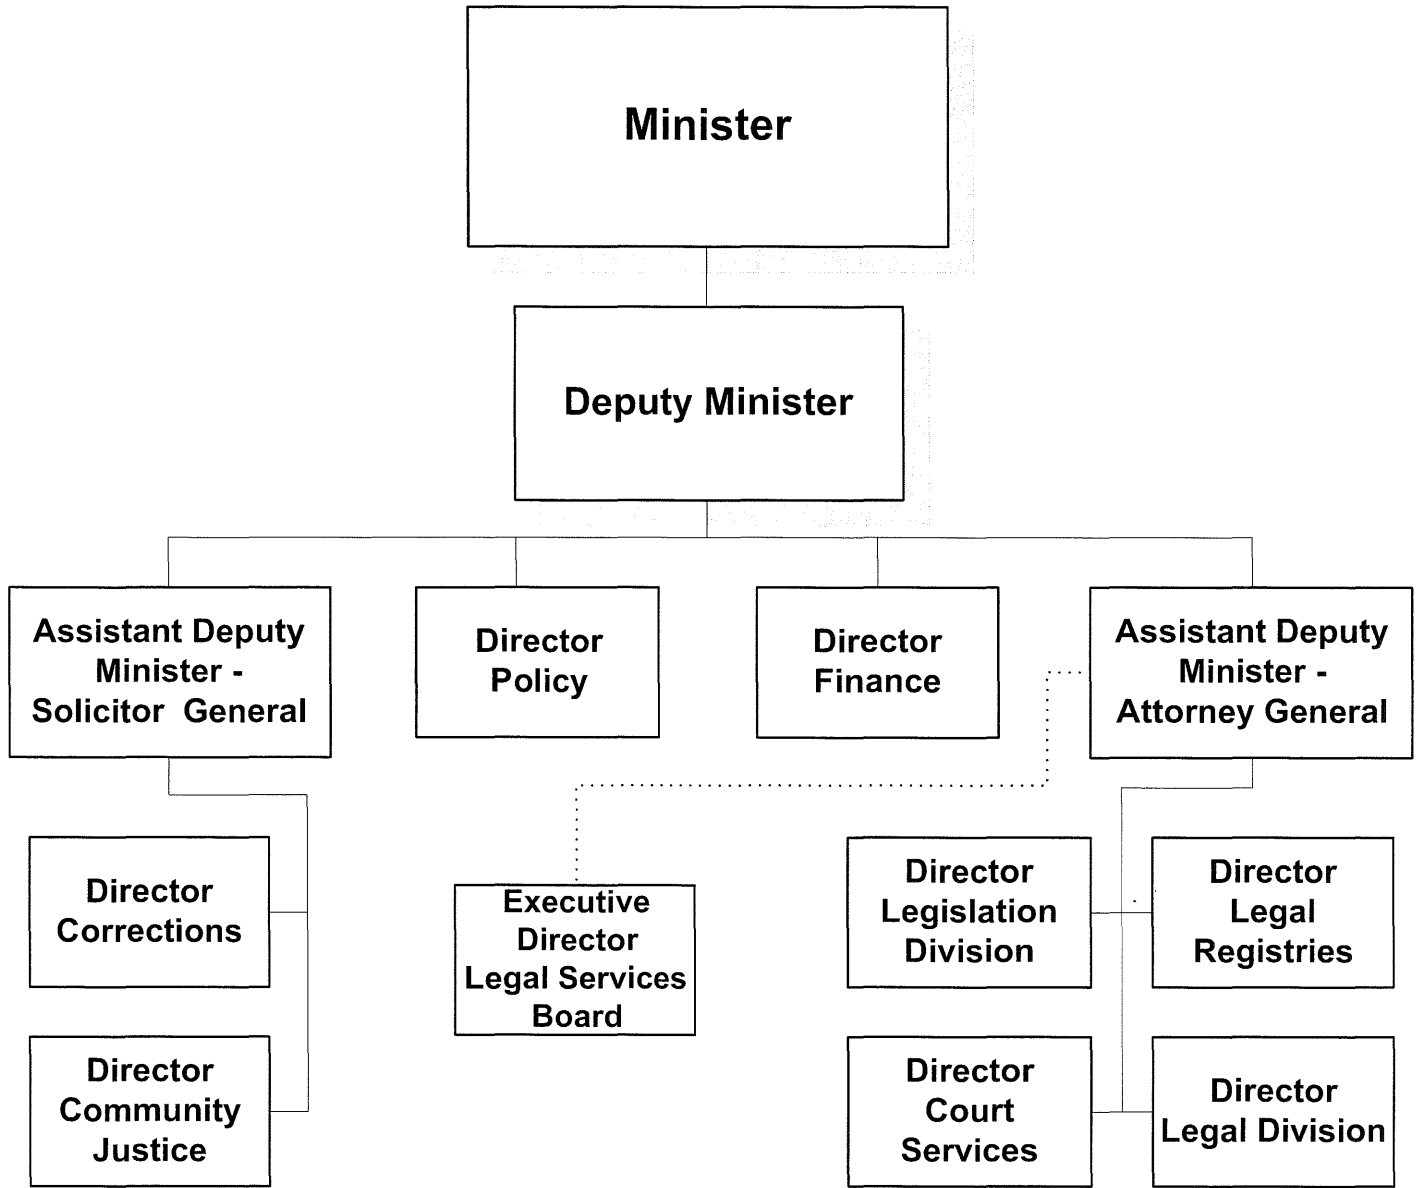 Minister
Deputy Minister
Assistant Deputy
Minister -
Solicitor General
Director
Policy
Director
Finance
Assistant Deputy
Minister -
Attorney General
Director
Corrections
Executive
Director
Legal Services
Board
Director
Legislation
Division
Director
Legal
Registries
Director
Community
Justice
Director
Court
Services
Director
Legal Division